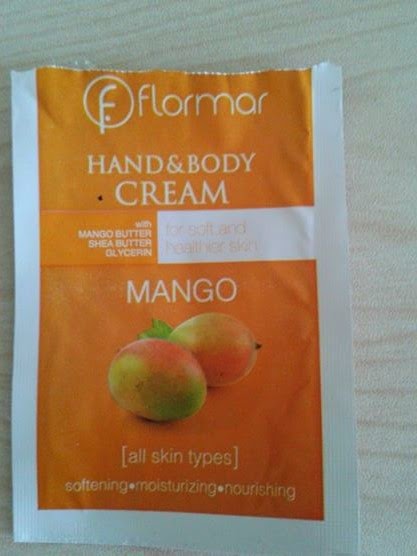 flormar
HAND&BODY
CREAM
with
MANGO BUTTER
SHEA BUTTER
GLYCERIN
for soft and
healthier skin
MANGO
[all skin types]
softening•moisturizing•nourishing